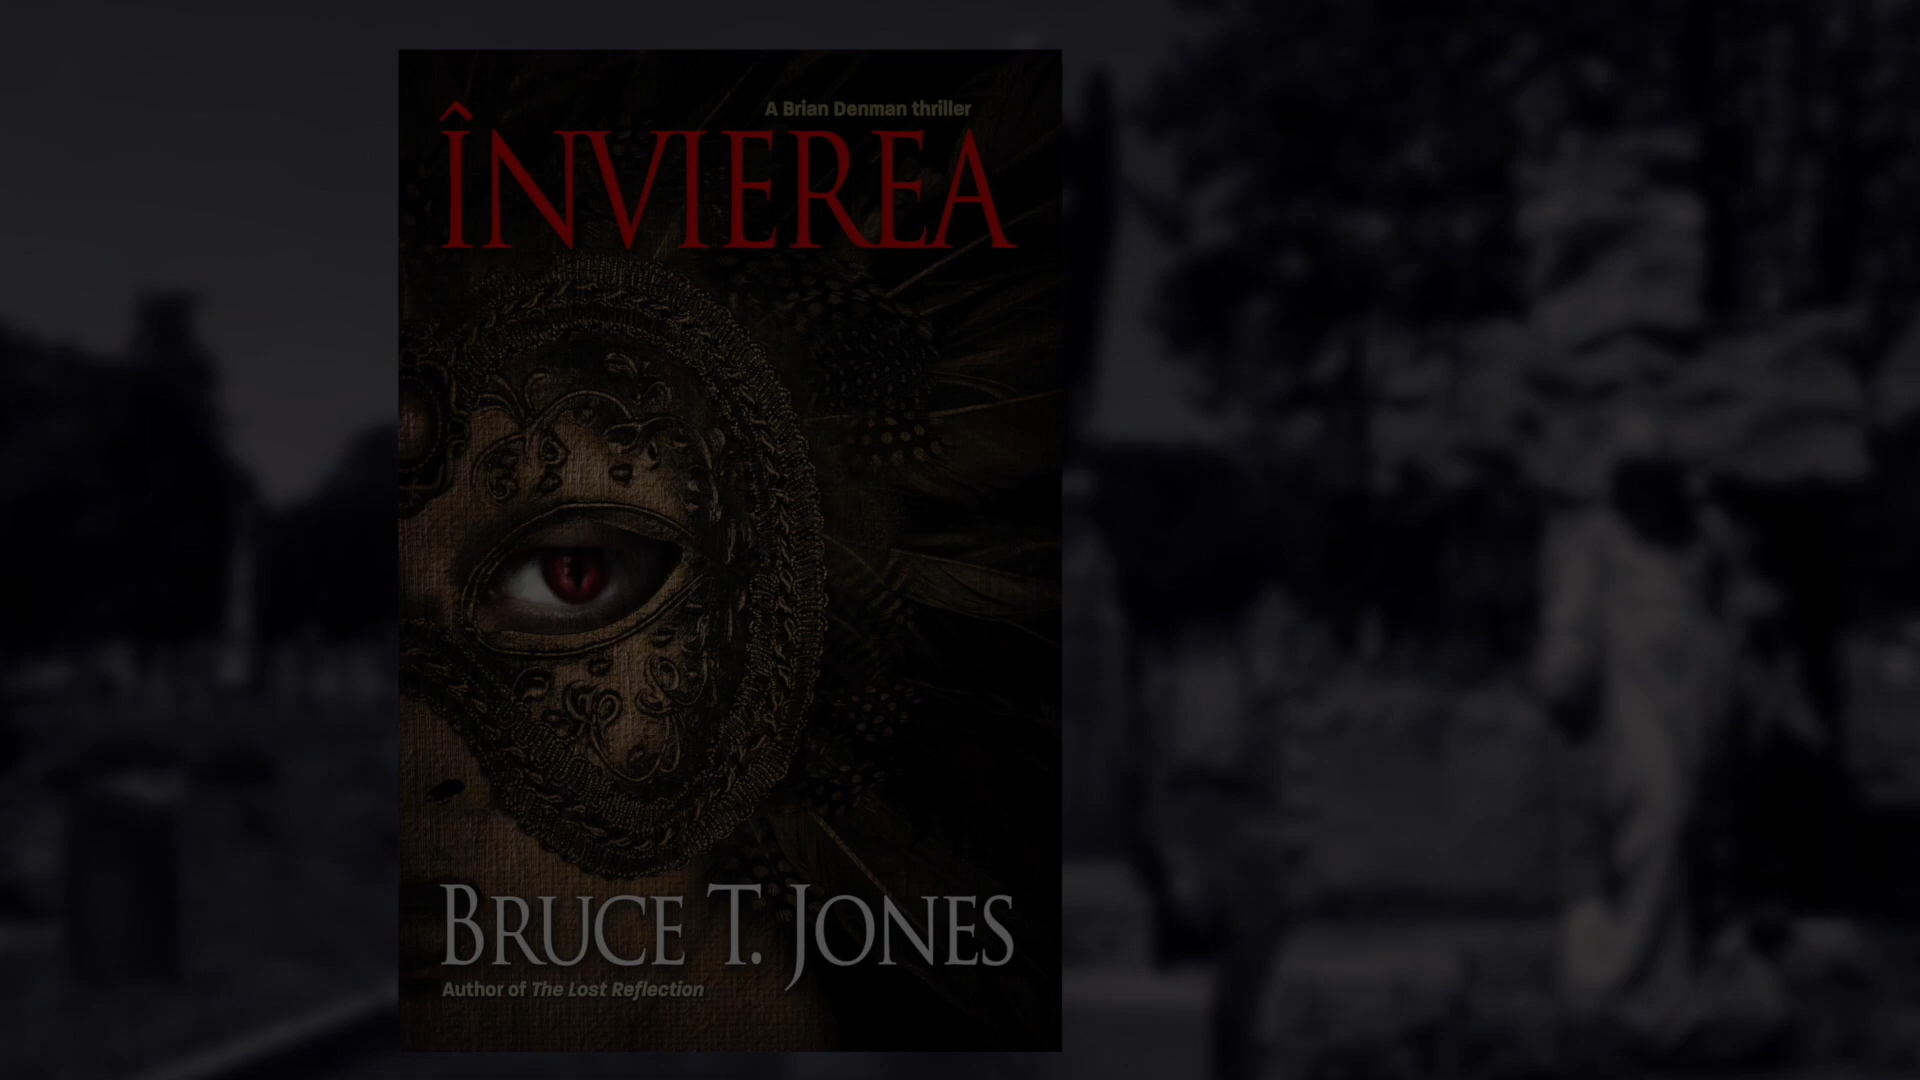 A Brian Denman thriller
ÎNVIEREA
BRUCE T. JONES
Author of The Lost Reflection